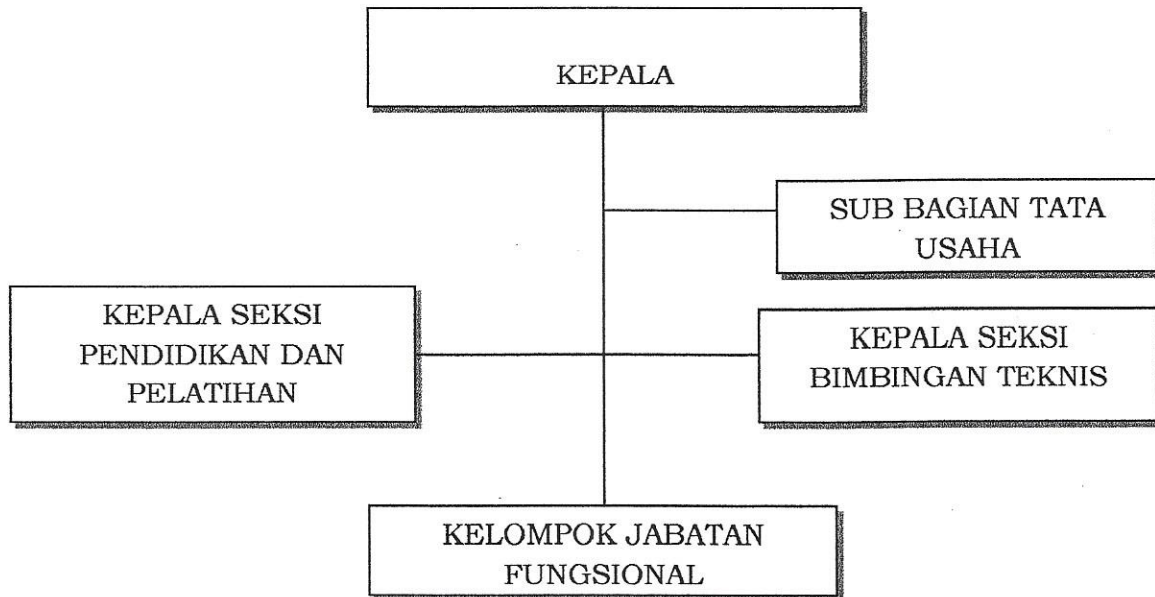 KEPALA
SUB BAGIAN TATA
USAHA
KEPALA SEKSI
PENDIDIKAN DAN
PELATIHAN
KEPALA SEKSI
BIMBINGAN TEKNIS
KELOMPOK JABATAN
FUNGSIONAL